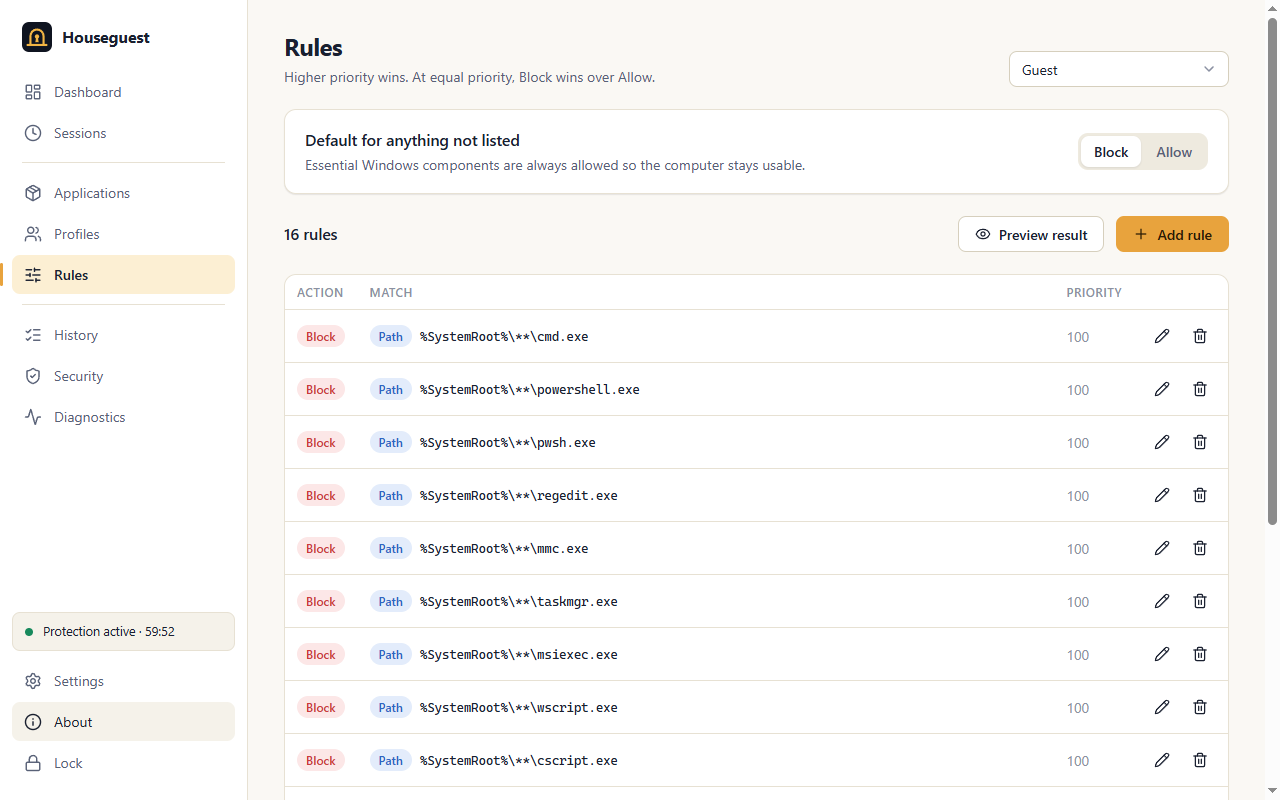 Houseguest
Dashboard
Sessions
Applications
Profiles
Rules
History
Security
Diagnostics
Protection active · 59:52
Settings
About
Lock
Rules
Higher priority wins. At equal priority, Block wins over Allow.
Guest
Default for anything not listed
Essential Windows components are always allowed so the computer stays usable.
Block Allow
16 rules
Preview result
Add rule
ACTION MATCH PRIORITY
Block Path %SystemRoot%\**\cmd.exe 100
Block Path %SystemRoot%\**\powershell.exe 100
Block Path %SystemRoot%\**\pwsh.exe 100
Block Path %SystemRoot%\**\regedit.exe 100
Block Path %SystemRoot%\**\mmc.exe 100
Block Path %SystemRoot%\**\taskmgr.exe 100
Block Path %SystemRoot%\**\msiexec.exe 100
Block Path %SystemRoot%\**\wscript.exe 100
Block Path %SystemRoot%\**\cscript.exe 100